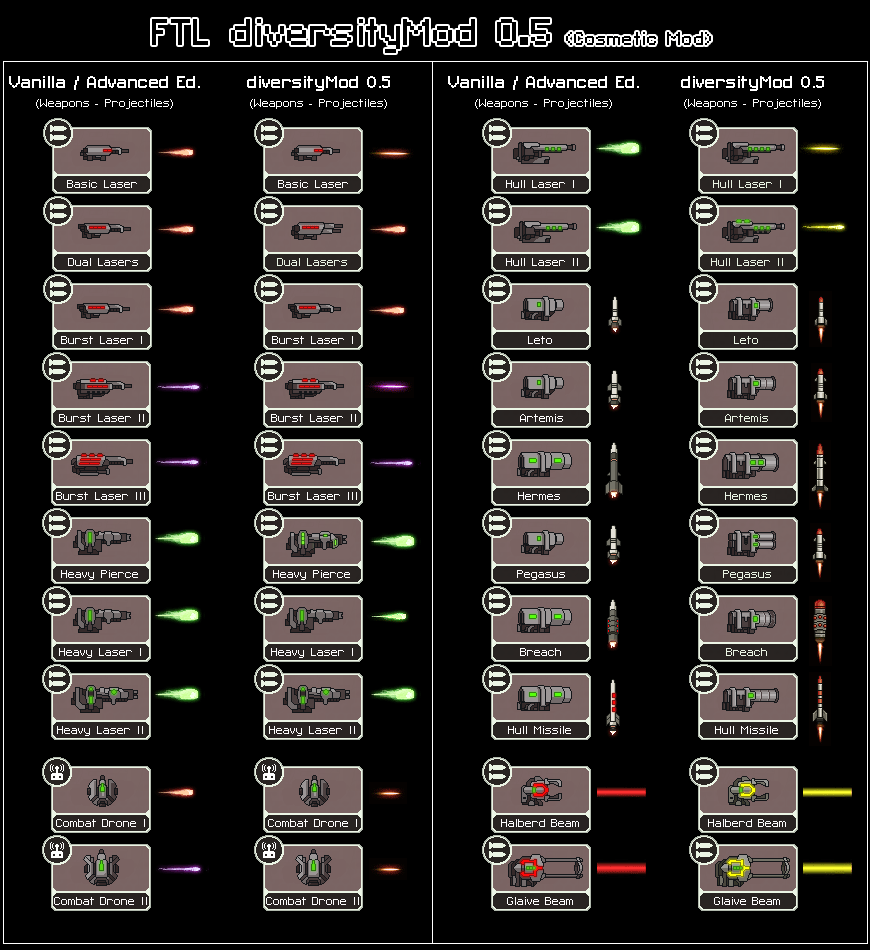 FTL diversityMod 0.5 (Cosmetic Mod)
Vanilla / Advanced Ed.
(Weapons - Projectiles)
diversityMod 0.5
(Weapons - Projectiles)
Basic Laser
Basic Laser
Dual Lasers
Dual Lasers
Burst Laser I
Burst Laser I
Burst Laser II
Burst Laser II
Burst Laser III
Burst Laser III
Heavy Pierce
Heavy Pierce
Heavy Laser I
Heavy Laser I
Heavy Laser II
Heavy Laser II
Combat Drone I
Combat Drone I
Combat Drone II
Combat Drone II
Vanilla / Advanced Ed.
(Weapons - Projectiles)
diversityMod 0.5
(Weapons - Projectiles)
Hull Laser I
Hull Laser I
Hull Laser II
Hull Laser II
Leto
Leto
Artemis
Artemis
Hermes
Hermes
Pegasus
Pegasus
Breach
Breach
Hull Missile
Hull Missile
Halberd Beam
Halberd Beam
Glaive Beam
Glaive Beam